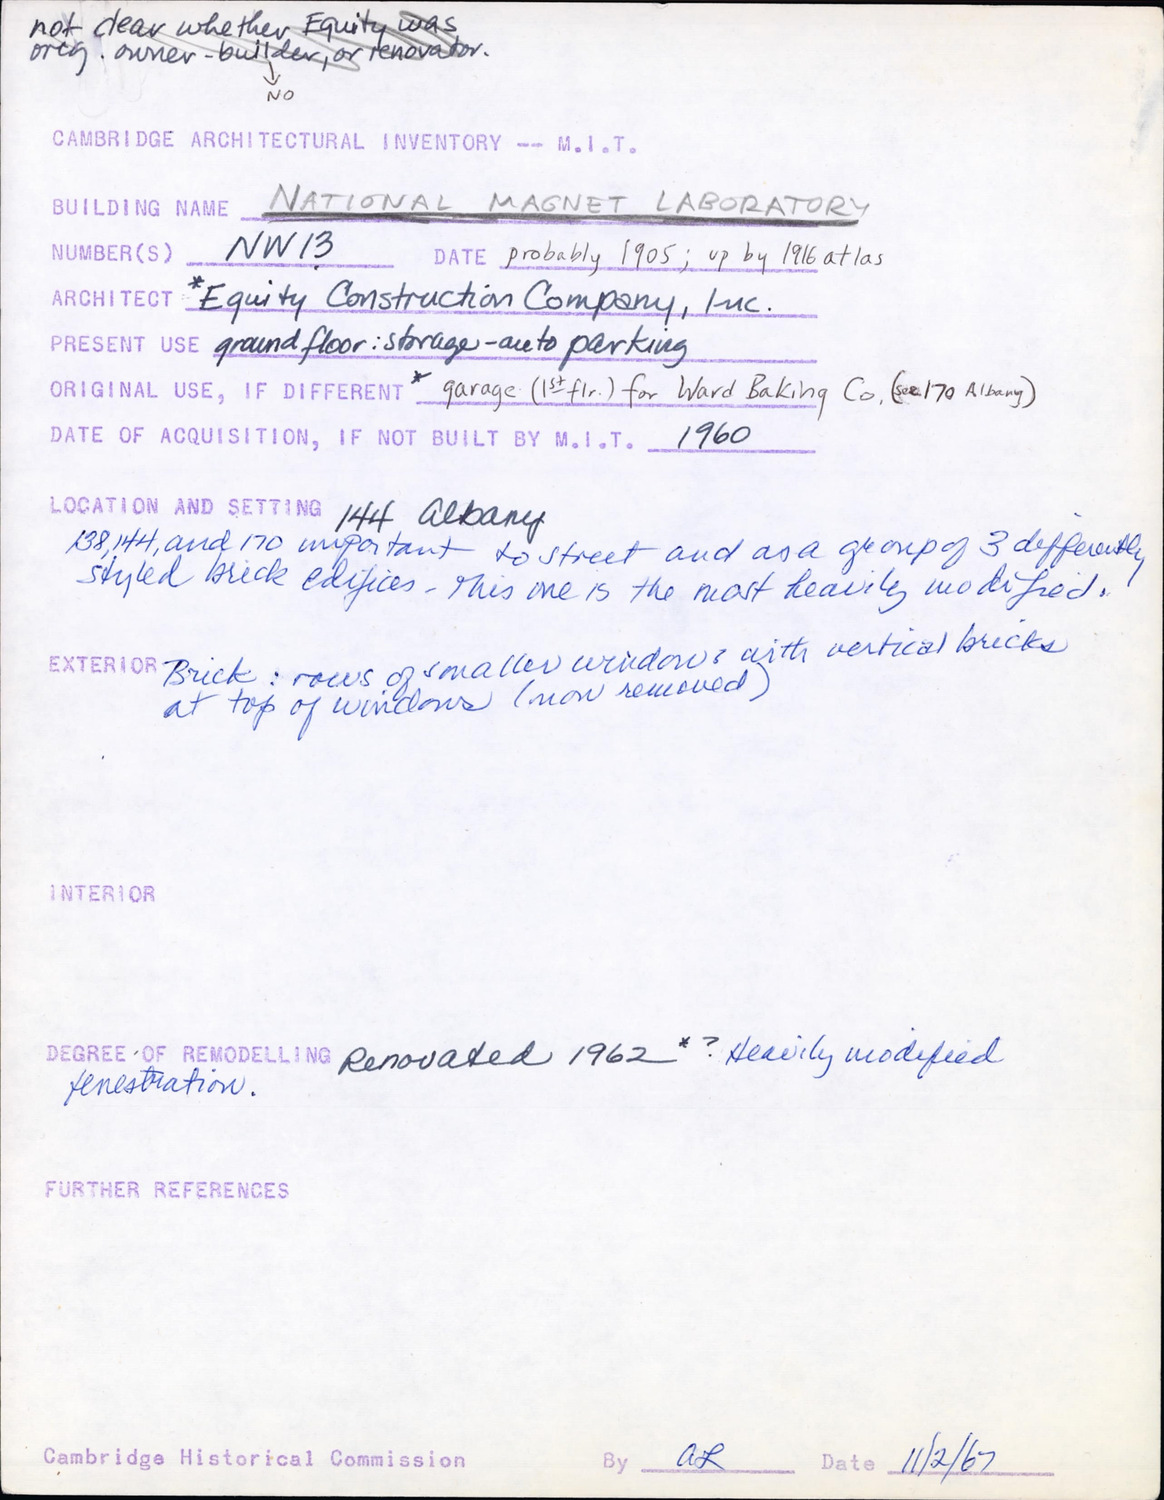 not clear whether Equity was
orig. owner-builder, or renovator.
NO
CAMBRIDGE ARCHITECTURAL INVENTORY -- M.I.T.
BUILDING NAME NATIONAL MAGNET LABORATORY
NUMBER(S) NW13 DATE probably 1905; up by 1916 atlas
ARCHITECT *Equity Construction Company, Inc.
PRESENT USE ground floor: storage-auto parking
ORIGINAL USE, IF DIFFERENT * garage (1st flr.) for Ward Baking Co. (see 170 Albany)
DATE OF ACQUISITION, IF NOT BUILT BY M.I.T. 1960
LOCATION AND SETTING 144 Albany
138, 144, and 170 important to street and as a group of 3 differently
styled brick edifices - this one is the most heavily modified.
EXTERIOR Brick: rows of smaller windows with vertical bricks
at top of windows (now removed)
INTERIOR
DEGREE OF REMODELLING Renovated 1962 *? Heavily modified
fenestration.
FURTHER REFERENCES
Cambridge Historical Commission By AR Date 11/2/67